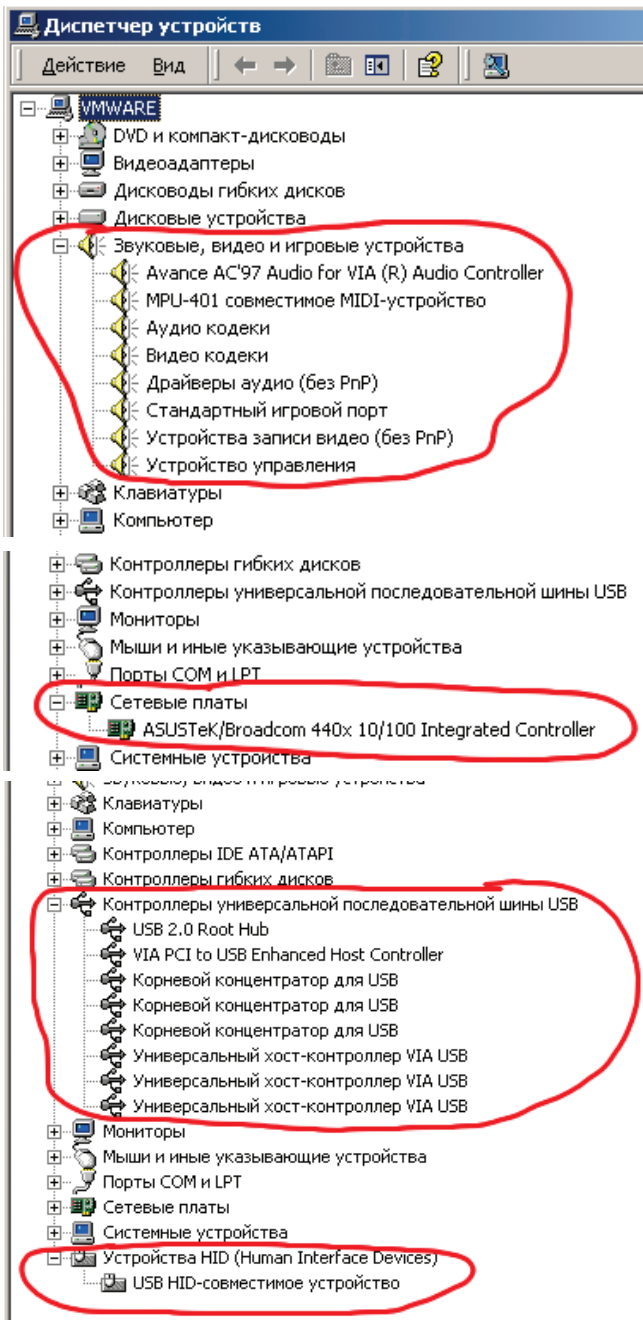 Диспетчер устройств
Действие Вид
VMWARE
DVD и компакт-дисководы
Видеоадаптеры
Дисководы гибких дисков
Дисковые устройства
Звуковые, видео и игровые устройства
Avance AC'97 Audio for VIA (R) Audio Controller
MPU-401 совместимое MIDI-устройство
Аудио кодеки
Видео кодеки
Драйверы аудио (без PnP)
Стандартный игровой порт
Устройства записи видео (без PnP)
Устройство управления
Клавиатуры
Компьютер
Контроллеры гибких дисков
Контроллеры универсальной последовательной шины USB
Мониторы
Мыши и иные указывающие устройства
Порты COM и LPT
Сетевые платы
ASUSTeK/Broadcom 440x 10/100 Integrated Controller
Системные устройства
Звуковые, видео и игровые устройства
Клавиатуры
Компьютер
Контроллеры IDE ATA/ATAPI
Контроллеры гибких дисков
Контроллеры универсальной последовательной шины USB
USB 2.0 Root Hub
VIA PCI to USB Enhanced Host Controller
Корневой концентратор для USB
Корневой концентратор для USB
Корневой концентратор для USB
Универсальный хост-контроллер VIA USB
Универсальный хост-контроллер VIA USB
Универсальный хост-контроллер VIA USB
Мониторы
Мыши и иные указывающие устройства
Порты COM и LPT
Сетевые платы
Системные устройства
Устройства HID (Human Interface Devices)
USB HID-совместимое устройство